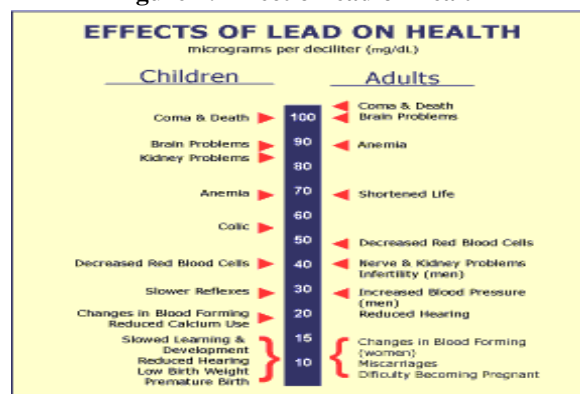 EFFECTS OF LEAD ON HEALTH
micrograms per deciliter (mg/dL)
Children
Adults
Coma & Death
Brain Problems
Kidney Problems
Anemia
Colic
Decreased Red Blood Cells
Slower Reflexes
Changes in Blood Forming
Reduced Calcium Use
Slowed Learning &
Development
Reduced Hearing
Low Birth Weight
Premature Birth
100
90
80
70
60
50
40
30
20
15
10
Coma & Death
Brain Problems
Anemia
Shortened Life
Decreased Red Blood Cells
Nerve & Kidney Problems
Infertility (men)
Increased Blood Pressure
(men)
Reduced Hearing
Changes in Blood Forming
(women)
Miscarriages
Dificulty Becoming Pregnant